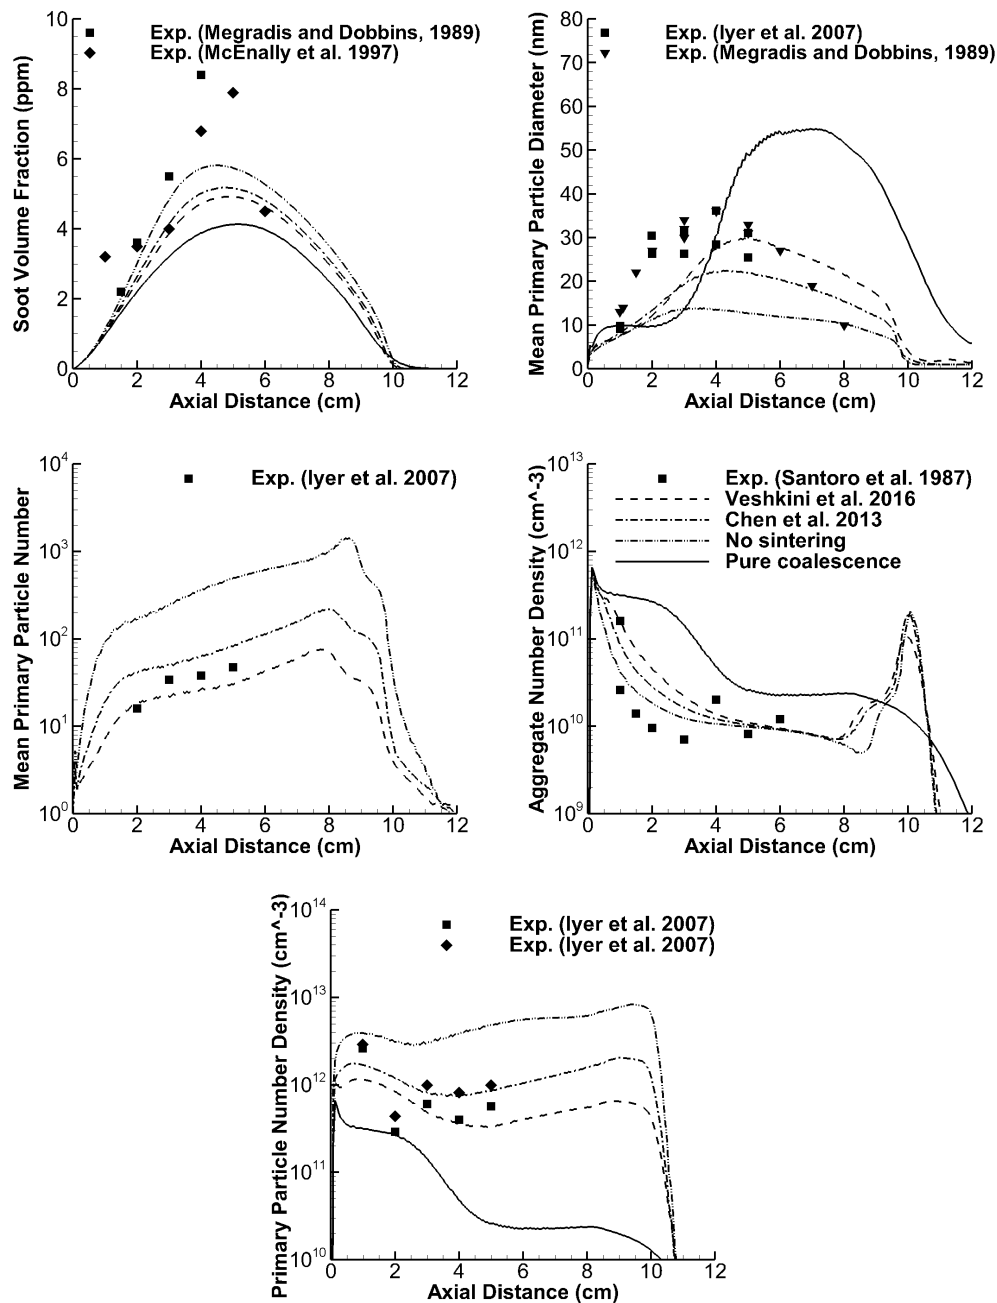 Exp. (Megradis and Dobbins, 1989)
Exp. (McEnally et al. 1997)
Soot Volume Fraction (ppm)
10
8
6
4
2
0
0 2 4 6 8 10 12
Axial Distance (cm)
Exp. (Iyer et al. 2007)
Exp. (Megradis and Dobbins, 1989)
Mean Primary Particle Diameter (nm)
80
70
60
50
40
30
20
10
0
0 2 4 6 8 10 12
Axial Distance (cm)
Exp. (Iyer et al. 2007)
Mean Primary Particle Number
10^4
10^3
10^2
10^1
10^0
0 2 4 6 8 10 12
Axial Distance (cm)
Exp. (Santoro et al. 1987)
Veshkini et al. 2016
Chen et al. 2013
No sintering
Pure coalescence
Aggregate Number Density (cm^-3)
10^13
10^12
10^11
10^10
10^9
0 2 4 6 8 10 12
Axial Distance (cm)
Exp. (Iyer et al. 2007)
Exp. (Iyer et al. 2007)
Primary Particle Number Density (cm^-3)
10^14
10^13
10^12
10^11
10^10
0 2 4 6 8 10 12
Axial Distance (cm)